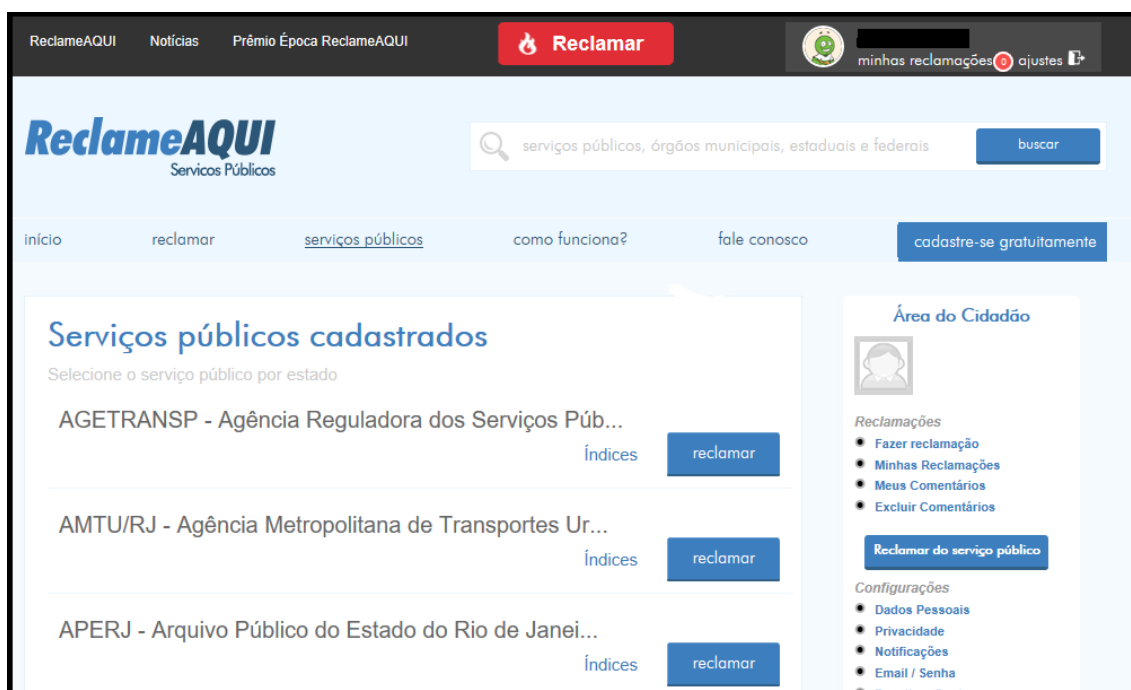 ReclameAQUI Notícias Prêmio Época ReclameAQUI Reclamar
minhas reclamações 0 ajustes
ReclameAQUI
Servicos Públicos
serviços públicos, órgãos municipais, estaduais e federais buscar
início reclamar serviços públicos como funciona? fale conosco cadastre-se gratuitamente
Serviços públicos cadastrados
Selecione o serviço público por estado
AGETRANSP - Agência Reguladora dos Serviços Púb...
Índices reclamar
AMTU/RJ - Agência Metropolitana de Transportes Ur...
Índices reclamar
APERJ - Arquivo Público do Estado do Rio de Janei...
Índices reclamar
Área do Cidadão
Reclamações
Fazer reclamação
Minhas Reclamações
Meus Comentários
Excluir Comentários
Reclamar do serviço público
Configurações
Dados Pessoais
Privacidade
Notificações
Email / Senha